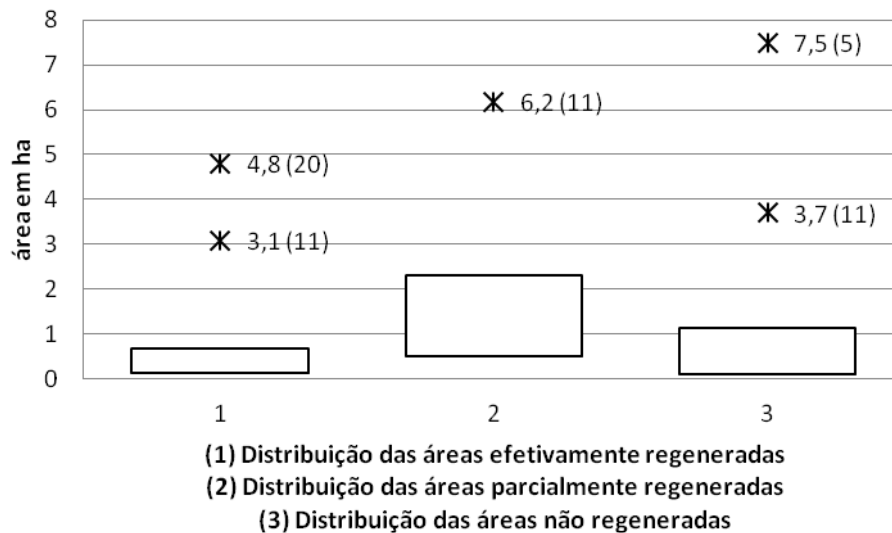 8
7,5 (5)
7
6,2 (11)
6
5
4,8 (20)
4
3,7 (11)
3,1 (11)
3
2
1
0
área em ha
1 2 3
(1) Distribuição das áreas efetivamente regeneradas
(2) Distribuição das áreas parcialmente regeneradas
(3) Distribuição das áreas não regeneradas